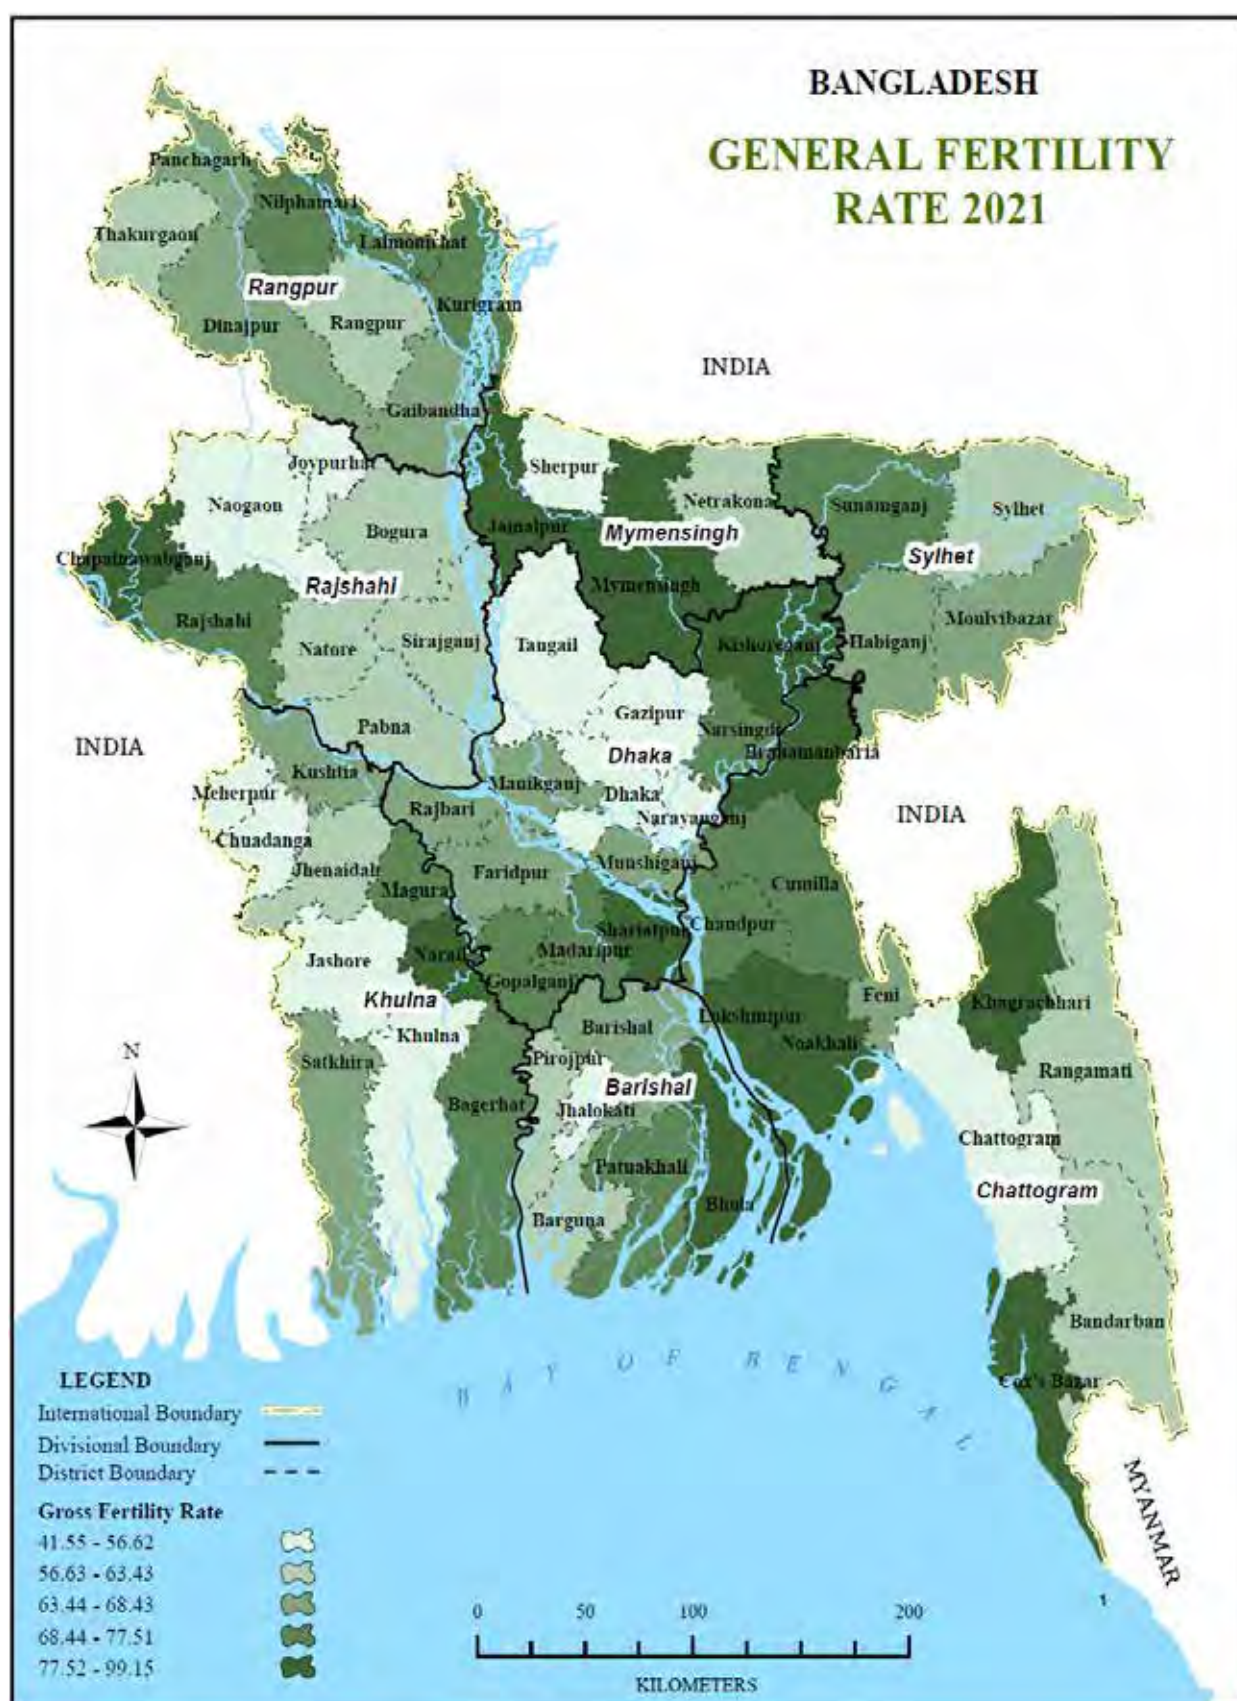 BANGLADESH
GENERAL FERTILITY
RATE 2021
Panchagarh
Nilphamari
Thakurgaon
Lalmonirhat
Rangpur
Kurigram
Dinajpur
Rangpur
INDIA
Gaibandha
Joypurhat
Sherpur
Naogaon
Netrakona
Sunamganj
Sylhet
Bogura
Jamalpur
Mymensingh
Sylhet
Chapainawabganj
Rajshahi
Mymensingh
Rajshahi
Moulvibazar
Natore
Sirajganj
Tangail
Kishoreganj
Habiganj
Gazipur
Pabna
Narsingdi
INDIA
Dhaka
Brahamanbaria
Kushtia
Manikganj
Meherpur
Dhaka
Rajbari
Narayanganj
INDIA
Chuadanga
Jhenaidah
Faridpur
Munshiganj
Magura
Cumilla
Shariatpur
Chandpur
Narail
Madaripur
Jashore
Gopalganj
Khulna
Feni
Khagrachhari
Lakshmipur
Khulna
Barishal
Noakhali
N
Satkhira
Pirojpur
Rangamati
Barishal
Bagerhat
Jhalokati
Chattogram
Patuakhali
Chattogram
Bhula
Barguna
Bandarban
BAY OF BENGAL
Cox's Bazar
MYANMAR
LEGEND
International Boundary
Divisional Boundary
District Boundary
Gross Fertility Rate
41.55 - 56.62
56.63 - 63.43
63.44 - 68.43
68.44 - 77.51
77.52 - 99.15
0 50 100 200
KILOMETERS
1